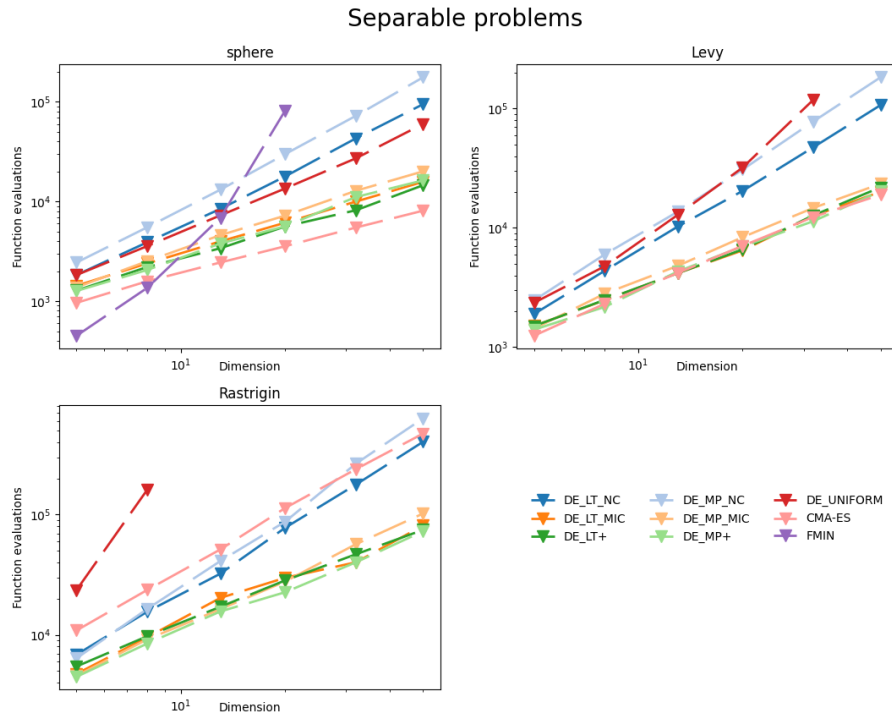 Separable problems
sphere
Function evaluations
10^5
10^4
10^3
10^1
Dimension
Levy
Function evaluations
10^5
10^4
10^3
10^1
Dimension
Rastrigin
Function evaluations
10^5
10^4
10^1
Dimension
DE_LT_NC
DE_LT_MIC
DE_LT+
DE_MP_NC
DE_MP_MIC
DE_MP+
DE_UNIFORM
CMA-ES
FMIN